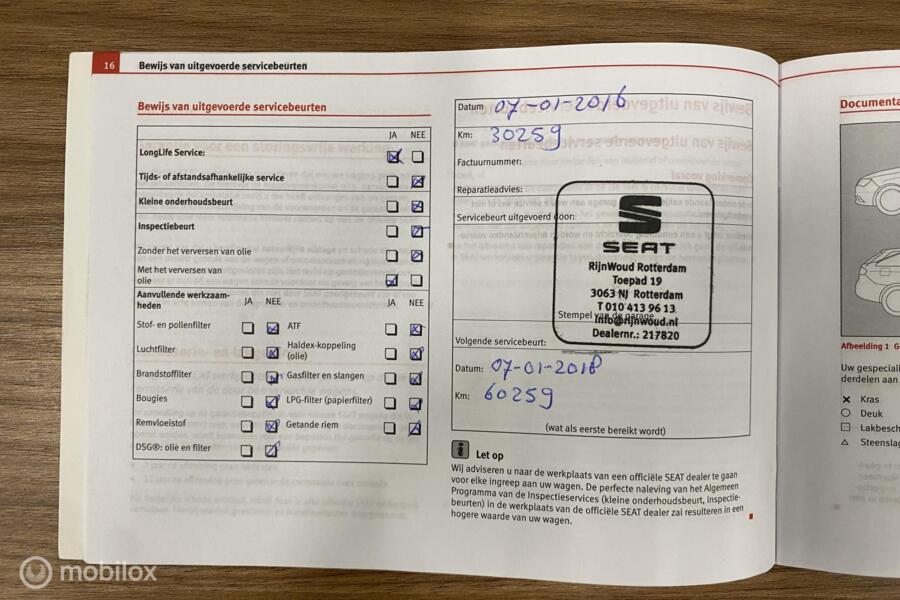 16 Bewijs van uitgevoerde servicebeurten
Bewijs van uitgevoerde servicebeurten
JA NEE
LongLife Service:
Tijds- of afstandsafhankelijke service
Kleine onderhoudsbeurt
Inspectiebeurt
Zonder het verversen van olie
Met het verversen van
olie
Aanvullende werkzaam-
heden
JA NEE
JA NEE
Stof- en pollenfilter
ATF
Luchtfilter
Haldex-koppeling
(olie)
Brandstoffilter
Gasfilter en slangen
Bougies
LPG-filter (papierfilter)
Remvloeistof
Getande riem
DSG®: olie en filter
Datum 07-01-2016
Km: 30259
Factuurnummer:
Reparatieadvies:
Servicebeurt uitgevoerd door:
SEAT
RijnWoud Rotterdam
Toepad 19
3063 NJ Rotterdam
T 010 413 96 13
Stempel van de garage
Info@rijnwoud.nl
Dealernr.: 217820
Volgende servicebeurt:
Datum: 07-01-2018
Km: 60259
(wat als eerste bereikt wordt)
Let op
Wij adviseren u naar de werkplaats van een officiële SEAT dealer te gaan
voor elke ingreep aan uw wagen. De perfecte naleving van het Algemeen
Programma van de Inspectieservices (kleine onderhoudsbeurt, inspectie-
beurten) in de werkplaats van de officiële SEAT dealer zal resulteren in een
hogere waarde van uw wagen.
Documenta
Afbeelding 1 G
Uw gespeciali
derdelen aan
Kras
Deuk
Lakbesch
Steenslag
mobilox